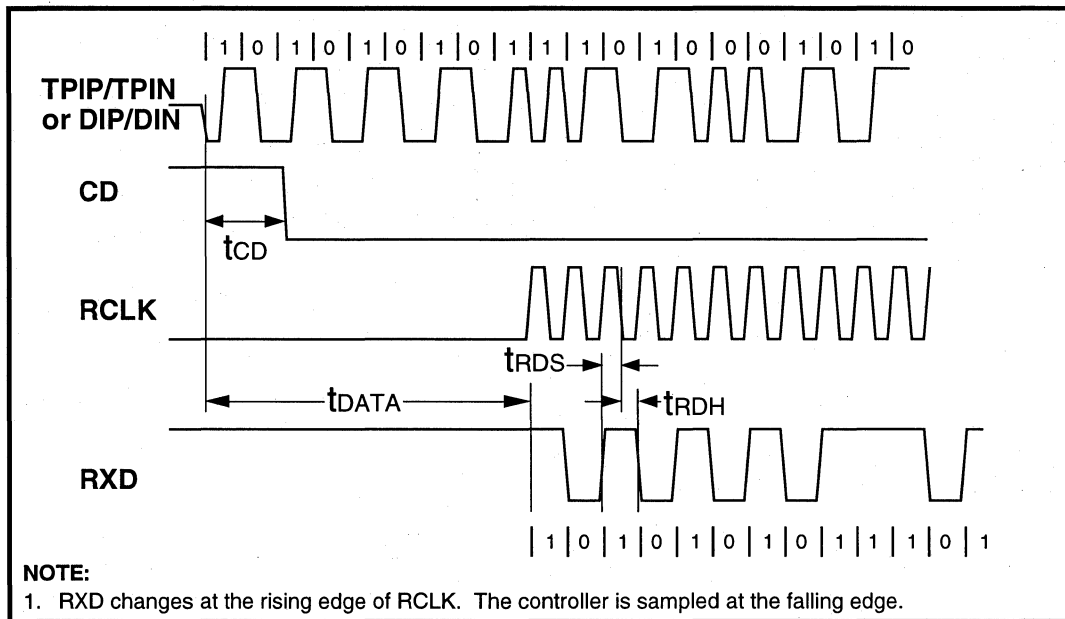 | 1 | 0 | 1 | 0 | 1 | 0 | 1 | 0 | 1 | 1 | 1 | 0 | 1 | 0 | 0 | 0 | 1 | 0 | 1 | 0
TPIP/TPIN
or DIP/DIN
CD
tCD
RCLK
tRDS
tDATA
tRDH
RXD
| 1 | 0 | 1 | 0 | 1 | 0 | 1 | 0 | 1 | 1 | 1 | 0 | 1
NOTE:
1. RXD changes at the rising edge of RCLK. The controller is sampled at the falling edge.